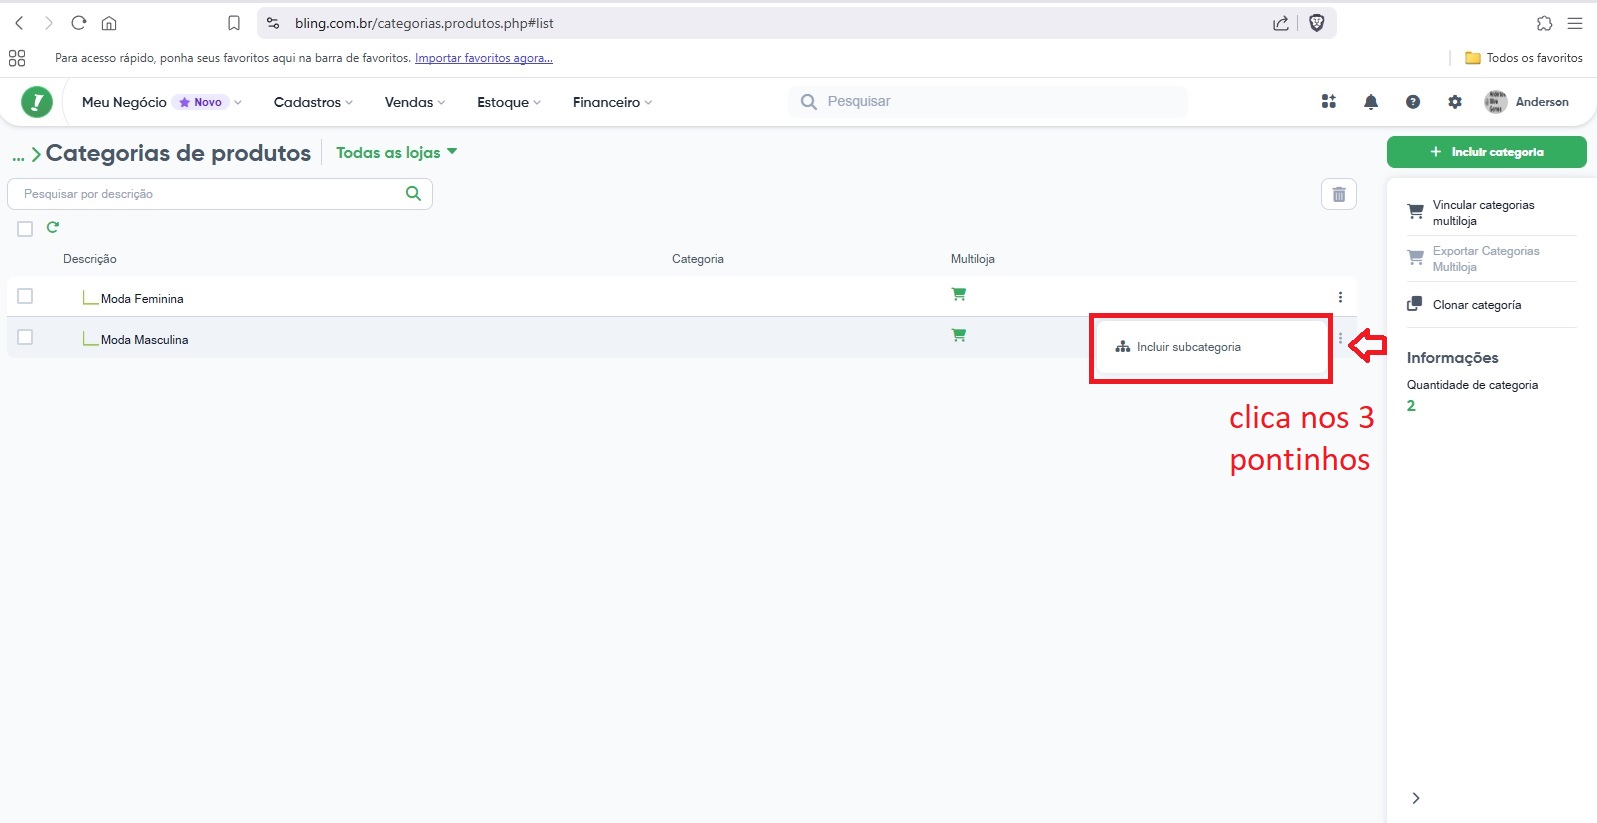 bling.com.br/categorias.produtos.php#list
Para acesso rápido, ponha seus favoritos aqui na barra de favoritos. Importar favoritos agora...
Todos os favoritos
Meu Negócio Novo Cadastros Vendas Estoque Financeiro Pesquisar Anderson
... Categorias de produtos Todas as lojas
+ Incluir categoria
Pesquisar por descrição
Vincular categorias
multiloja
Exportar Categorias
Multiloja
Clonar categoria
Informações
Quantidade de categoria
2
Descrição Categoria Multiloja
Moda Feminina
Moda Masculina
Incluir subcategoria
clica nos 3
pontinhos